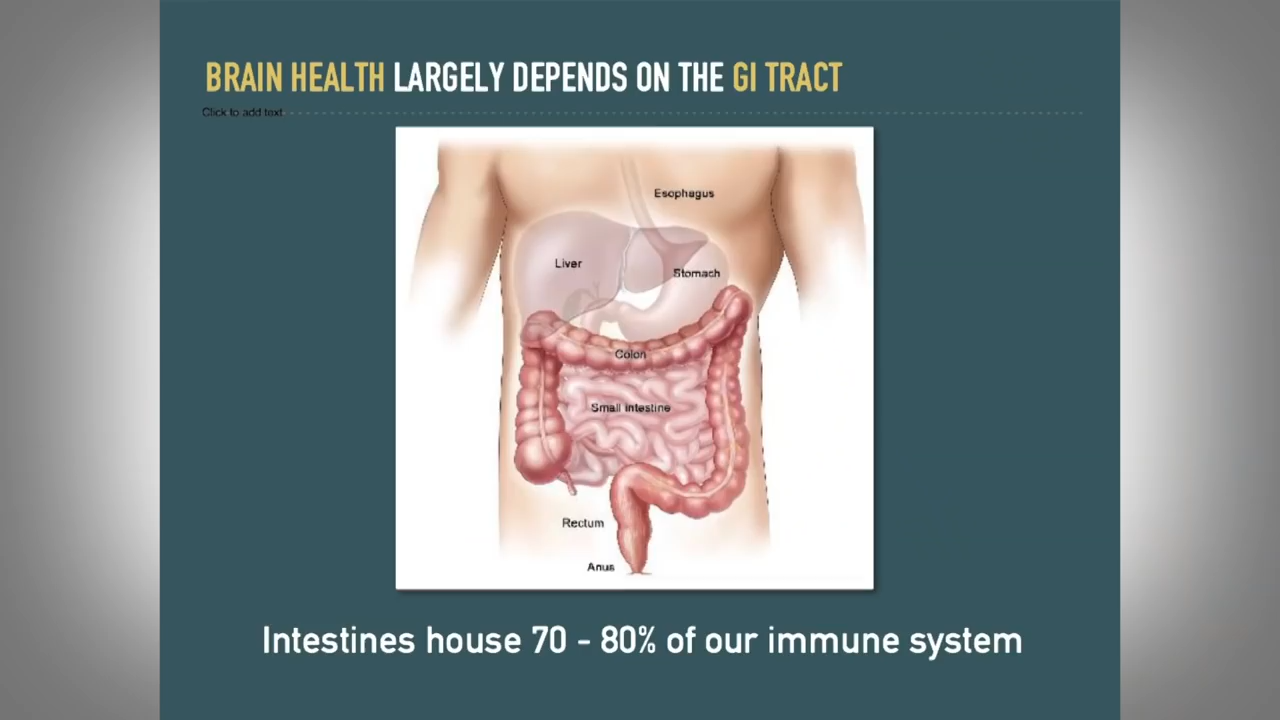 BRAIN HEALTH LARGELY DEPENDS ON THE GI TRACT
Click to add text
Esophagus
Liver
Stomach
Colon
Small intestine
Rectum
Anus
Intestines house 70 - 80% of our immune system